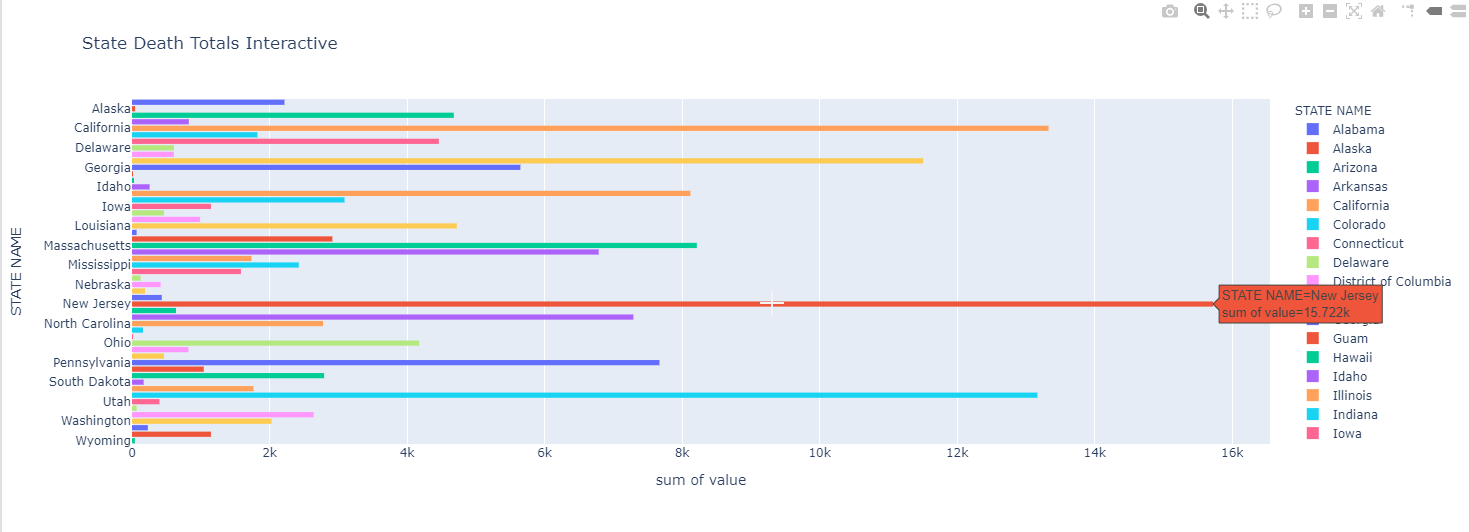 State Death Totals Interactive
STATE NAME
Alaska
California
Delaware
Georgia
Idaho
Iowa
Louisiana
Massachusetts
Mississippi
Nebraska
New Jersey
North Carolina
Ohio
Pennsylvania
South Dakota
Utah
Washington
Wyoming
0 2k 4k 6k 8k 10k 12k 14k 16k
sum of value
STATE NAME=New Jersey
sum of value=15.722k
STATE NAME
Alabama
Alaska
Arizona
Arkansas
California
Colorado
Connecticut
Delaware
District of Columbia
Georgia
Guam
Hawaii
Idaho
Illinois
Indiana
Iowa